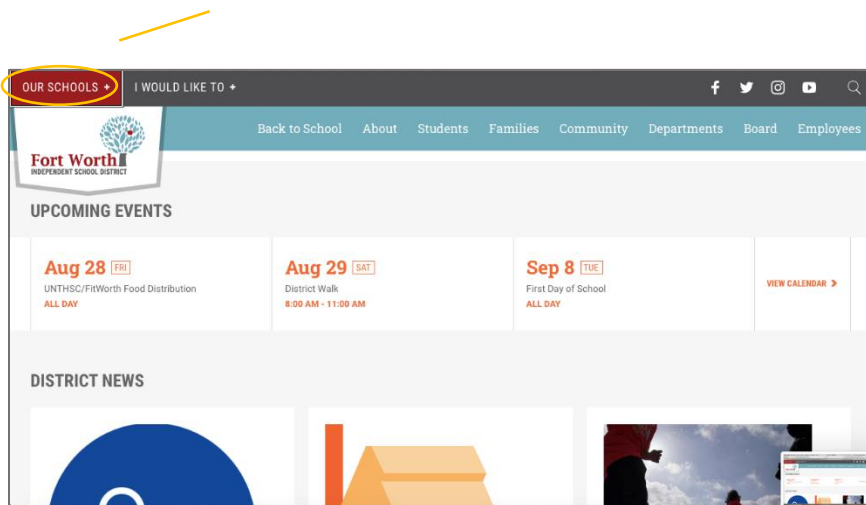 OUR SCHOOLS + I WOULD LIKE TO +
Back to School About Students Families Community Departments Board Employees
Fort Worth
INDEPENDENT SCHOOL DISTRICT
UPCOMING EVENTS
Aug 28 FRI
UNTHSC/FitWorth Food Distribution
ALL DAY
Aug 29 SAT
District Walk
8:00 AM - 11:00 AM
Sep 8 TUE
First Day of School
ALL DAY
VIEW CALENDAR
DISTRICT NEWS